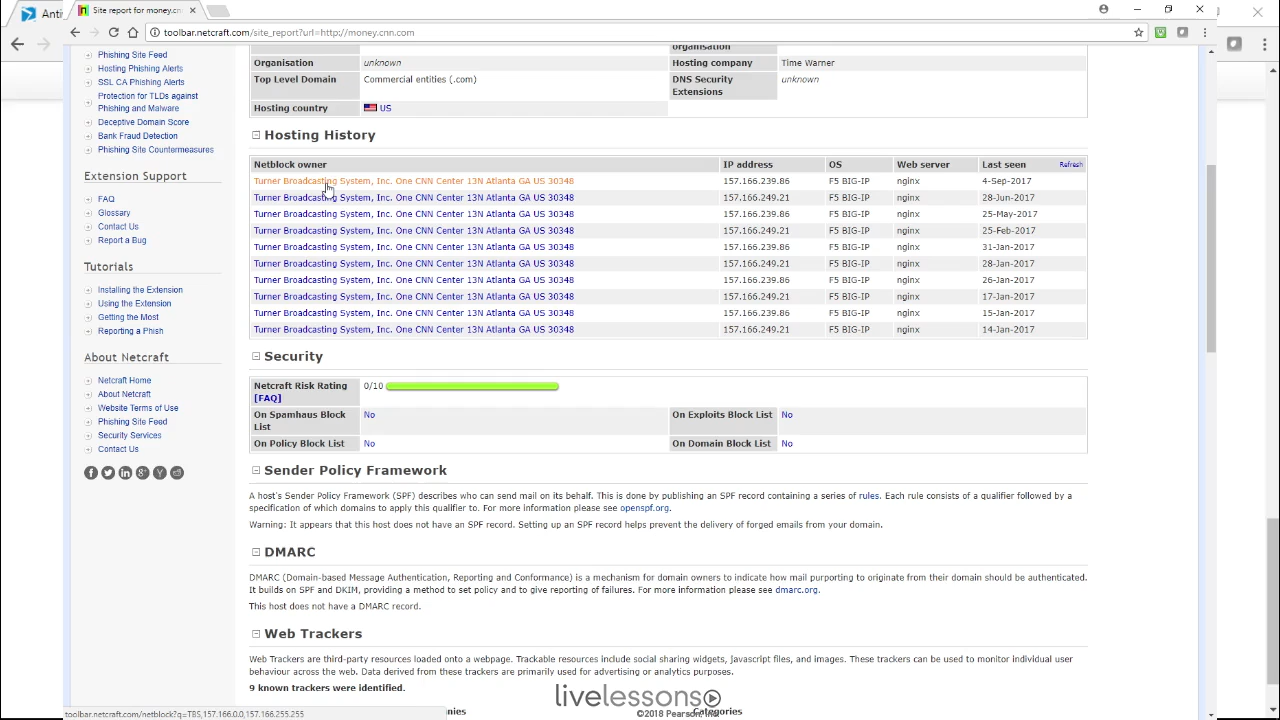 Anti
Site report for money.cn
toolbar.netcraft.com/site_report?url=http://money.cnn.com
Phishing Site Feed
Hosting Phishing Alerts
SSL CA Phishing Alerts
Protection for TLDs against
Phishing and Malware
Deceptive Domain Score
Bank Fraud Detection
Phishing Site Countermeasures
Extension Support
FAQ
Glossary
Contact Us
Report a Bug
Tutorials
Installing the Extension
Using the Extension
Getting the Most
Reporting a Phish
About Netcraft
Netcraft Home
About Netcraft
Website Terms of Use
Phishing Site Feed
Security Services
Contact Us
organisation
Organisation unknown Hosting company Time Warner
Top Level Domain Commercial entities (.com) DNS Security Extensions unknown
Hosting country US
Hosting History
Netblock owner IP address OS Web server Last seen Refresh
Turner Broadcasting System, Inc. One CNN Center 13N Atlanta GA US 30348 157.166.239.86 F5 BIG-IP nginx 4-Sep-2017
Turner Broadcasting System, Inc. One CNN Center 13N Atlanta GA US 30348 157.166.249.21 F5 BIG-IP nginx 28-Jun-2017
Turner Broadcasting System, Inc. One CNN Center 13N Atlanta GA US 30348 157.166.239.86 F5 BIG-IP nginx 25-May-2017
Turner Broadcasting System, Inc. One CNN Center 13N Atlanta GA US 30348 157.166.249.21 F5 BIG-IP nginx 25-Feb-2017
Turner Broadcasting System, Inc. One CNN Center 13N Atlanta GA US 30348 157.166.239.86 F5 BIG-IP nginx 31-Jan-2017
Turner Broadcasting System, Inc. One CNN Center 13N Atlanta GA US 30348 157.166.249.21 F5 BIG-IP nginx 28-Jan-2017
Turner Broadcasting System, Inc. One CNN Center 13N Atlanta GA US 30348 157.166.239.86 F5 BIG-IP nginx 26-Jan-2017
Turner Broadcasting System, Inc. One CNN Center 13N Atlanta GA US 30348 157.166.249.21 F5 BIG-IP nginx 17-Jan-2017
Turner Broadcasting System, Inc. One CNN Center 13N Atlanta GA US 30348 157.166.239.86 F5 BIG-IP nginx 15-Jan-2017
Turner Broadcasting System, Inc. One CNN Center 13N Atlanta GA US 30348 157.166.249.21 F5 BIG-IP nginx 14-Jan-2017
Security
Netcraft Risk Rating [FAQ] 0/10
On Spamhaus Block List No On Exploits Block List No
On Policy Block List No On Domain Block List No
Sender Policy Framework
A host's Sender Policy Framework (SPF) describes who can send mail on its behalf. This is done by publishing an SPF record containing a series of rules. Each rule consists of a qualifier followed by a
specification of which domains to apply this qualifier to. For more information please see openspf.org.
Warning: It appears that this host does not have an SPF record. Setting up an SPF record helps prevent the delivery of forged emails from your domain.
DMARC
DMARC (Domain-based Message Authentication, Reporting and Conformance) is a mechanism for domain owners to indicate how mail purporting to originate from their domain should be authenticated.
It builds on SPF and DKIM, providing a method to set policy and to give reporting of failures. For more information please see dmarc.org.
This host does not have a DMARC record.
Web Trackers
Web Trackers are third-party resources loaded onto a webpage. Trackable resources include social sharing widgets, javascript files, and images. These trackers can be used to monitor individual user
behaviour across the web. Data derived from these trackers are primarily used for advertising or analytics purposes.
9 known trackers were identified.
livelessons
©2018 Pearson, Inc.
nies Categories
toolbar.netcraft.com/netblock?q=TBS,157.166.0.0,157.166.255.255